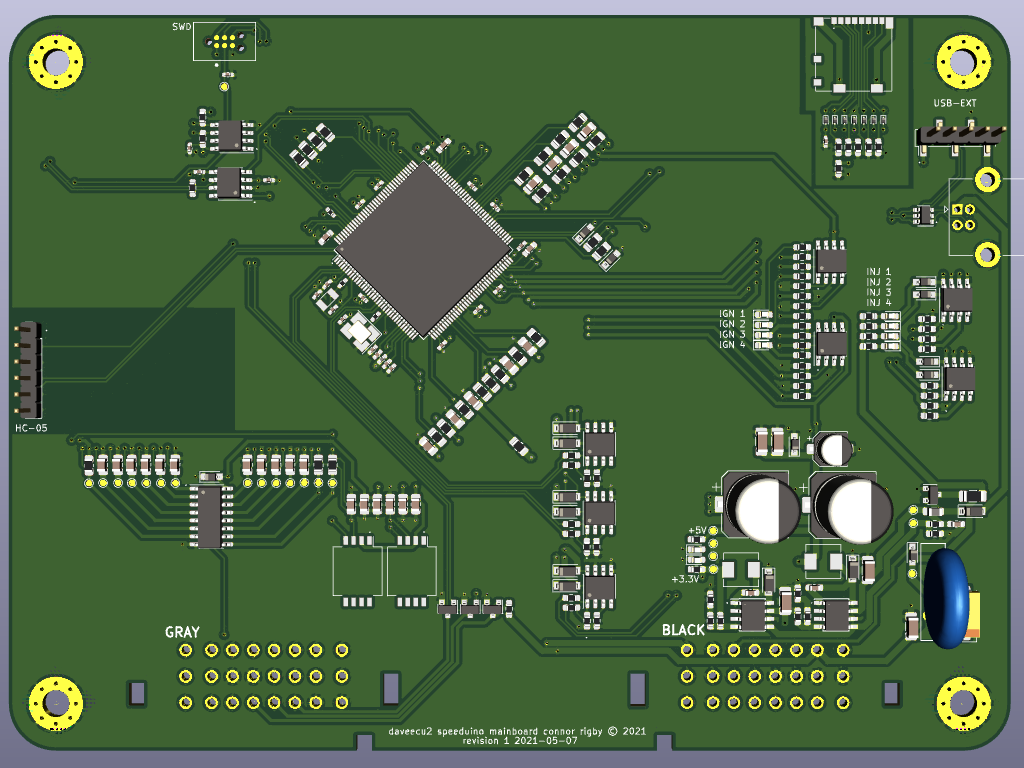 SWD
USB-EXT
INJ 1
INJ 2
INJ 3
INJ 4
IGN 1
IGN 2
IGN 3
IGN 4
HC-05
+
+
+
+5V
+3.3V
GRAY
BLACK
daveecu2 speeduino mainboard connor rigby © 2021
revision 1 2021-05-07